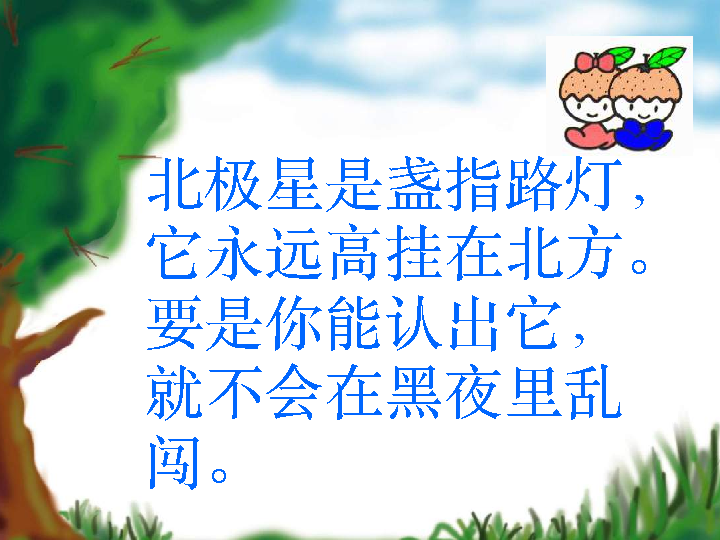 北极星是盏指路灯，
它永远高挂在北方。
要是你能认出它，
就不会在黑夜里乱
闯。